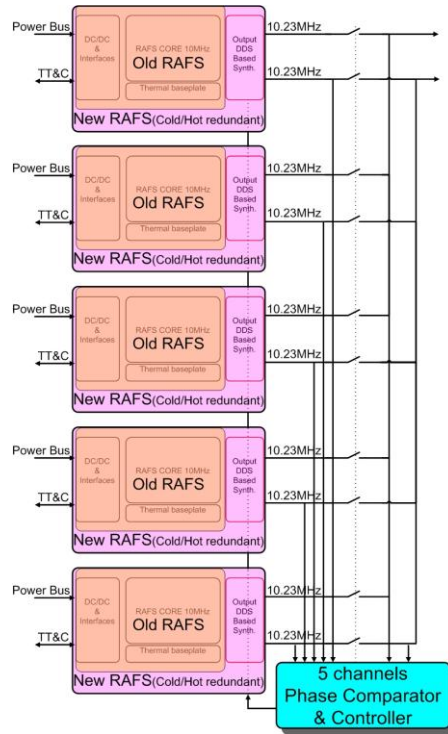 Power Bus
DC/DC
&
Interfaces
RAFS CORE 10MHz
Old RAFS
Thermal baseplate
Output
DDS
Based
Synth.
10.23MHz
TT&C
10.23MHz
New RAFS(Cold/Hot redundant)
Power Bus
DC/DC
&
Interfaces
RAFS CORE 10MHz
Old RAFS
Thermal baseplate
Output
DDS
Based
Synth.
10.23MHz
TT&C
10.23MHz
New RAFS(Cold/Hot redundant)
Power Bus
DC/DC
&
Interfaces
RAFS CORE 10MHz
Old RAFS
Thermal baseplate
Output
DDS
Based
Synth.
10.23MHz
TT&C
10.23MHz
New RAFS(Cold/Hot redundant)
Power Bus
DC/DC
&
Interfaces
RAFS CORE 10MHz
Old RAFS
Thermal baseplate
Output
DDS
Based
Synth.
10.23MHz
TT&C
10.23MHz
New RAFS(Cold/Hot redundant)
Power Bus
DC/DC
&
Interfaces
RAFS CORE 10MHz
Old RAFS
Thermal baseplate
Output
DDS
Based
Synth.
10.23MHz
TT&C
10.23MHz
New RAFS(Cold/Hot redundant)
5 channels
Phase Comparator
& Controller